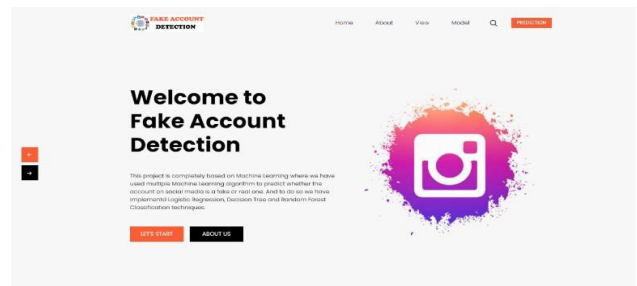 FAKE ACCOUNT
DETECTION
Home About View Model PREDICTION
Welcome to
Fake Account
Detection
This project is completely based on Machine Learning where we have
used multiple Machine Learning algorithm to predict whether the
account on social media is a fake or real one. And to do so we have
implementd Logistic Regression, Decision Tree and Random Forest
Classification techniques.
LET'S START ABOUT US